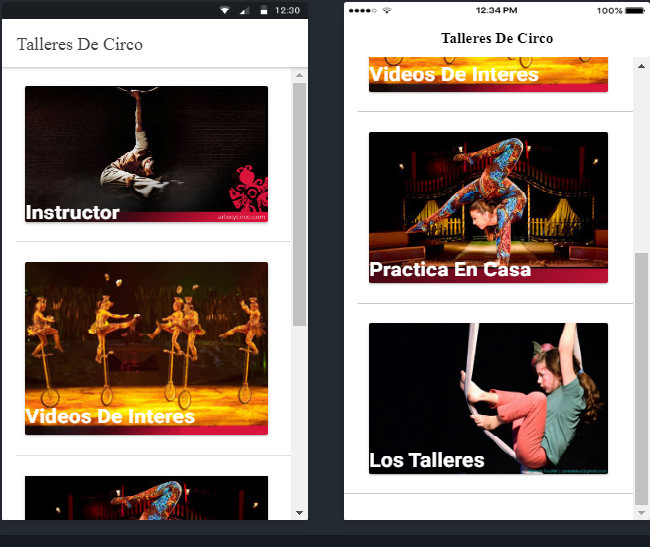 12:30
Talleres De Circo
Instructor
artesycirco.com
Videos De Interes
12:34 PM
100%
Talleres De Circo
Videos De Interes
Practica En Casa
Los Talleres